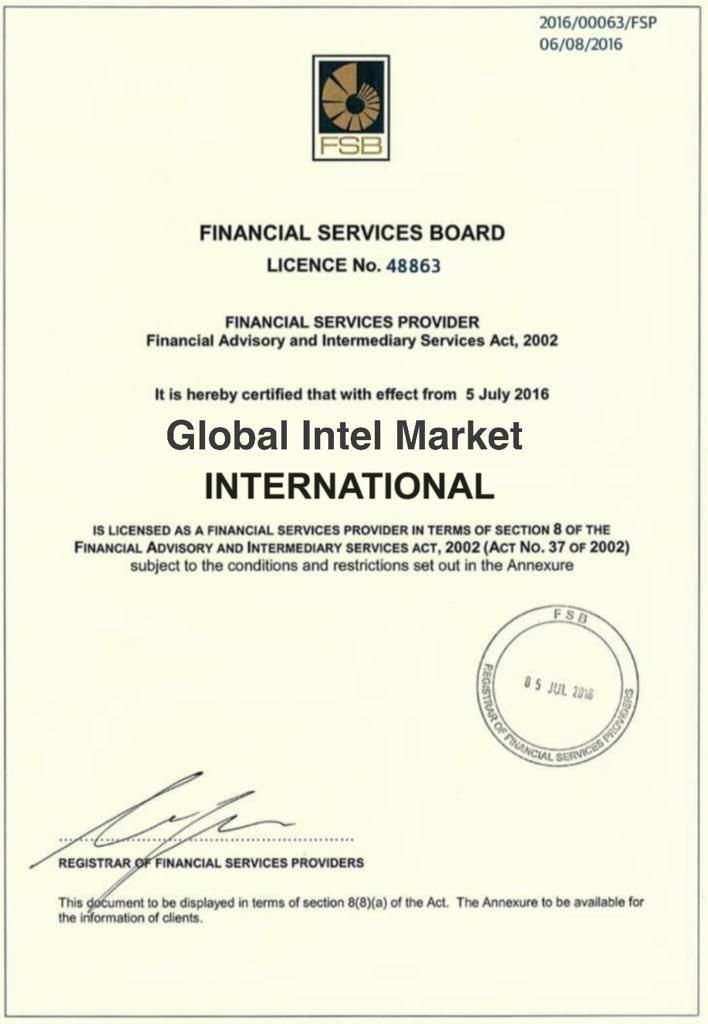 2016/00063/FSP
06/08/2016
FSB
FINANCIAL SERVICES BOARD
LICENCE No. 48863
FINANCIAL SERVICES PROVIDER
Financial Advisory and Intermediary Services Act, 2002
It is hereby certified that with effect from 5 July 2016
Global Intel Market
INTERNATIONAL
IS LICENSED AS A FINANCIAL SERVICES PROVIDER IN TERMS OF SECTION 8 OF THE
FINANCIAL ADVISORY AND INTERMEDIARY SERVICES ACT, 2002 (ACT NO. 37 OF 2002)
subject to the conditions and restrictions set out in the Annexure
FSB
05 JUL 2016
REGISTRAR OF FINANCIAL SERVICES PROVIDERS
REGISTRAR OF FINANCIAL SERVICES PROVIDERS
This document to be displayed in terms of section 8(8)(a) of the Act. The Annexure to be available for
the information of clients.